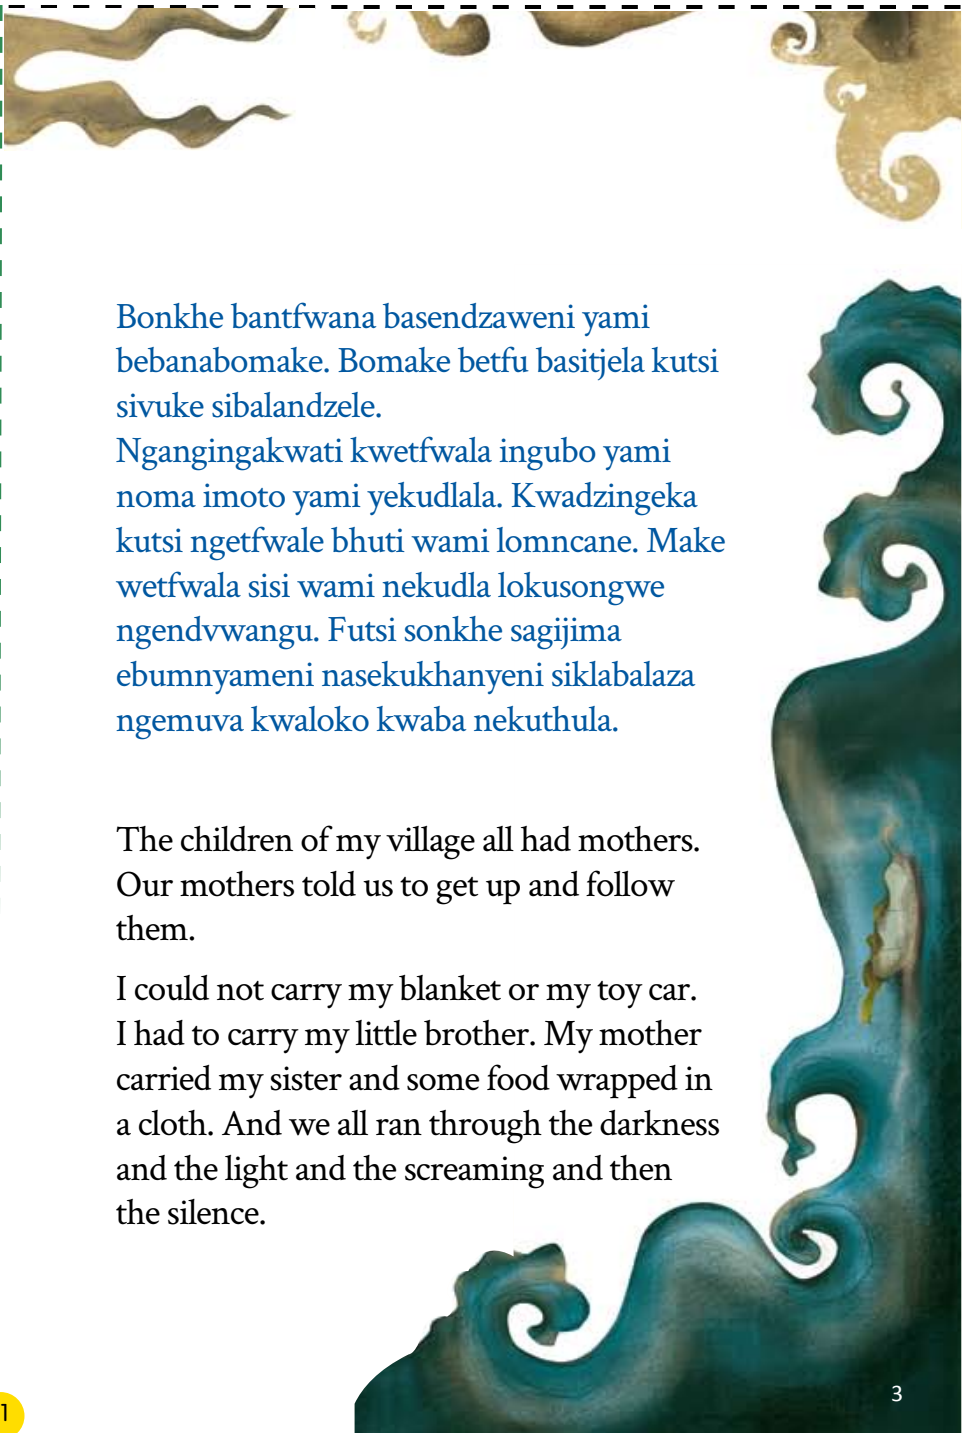 Bonkhe bantfwana basendzaweni yami
bebanabomake. Bomake betfu basitjela kutsi
sivuke sibalandzele.
Ngangingakwati kwetfwala ingubo yami
noma imoto yami yekudlala. Kwadzingeka
kutsi ngetfwale bhuti wami lomncane. Make
wetfwala sisi wami nekudla lokusongwe
ngendvwangu. Futsi sonkhe sagijima
ebumnyameni nasekukhanyeni siklabalaza
ngemuva kwaloko kwaba nekuthula.
The children of my village all had mothers.
Our mothers told us to get up and follow
them.
I could not carry my blanket or my toy car.
I had to carry my little brother. My mother
carried my sister and some food wrapped in
a cloth. And we all ran through the darkness
and the light and the screaming and then
the silence.
3
1